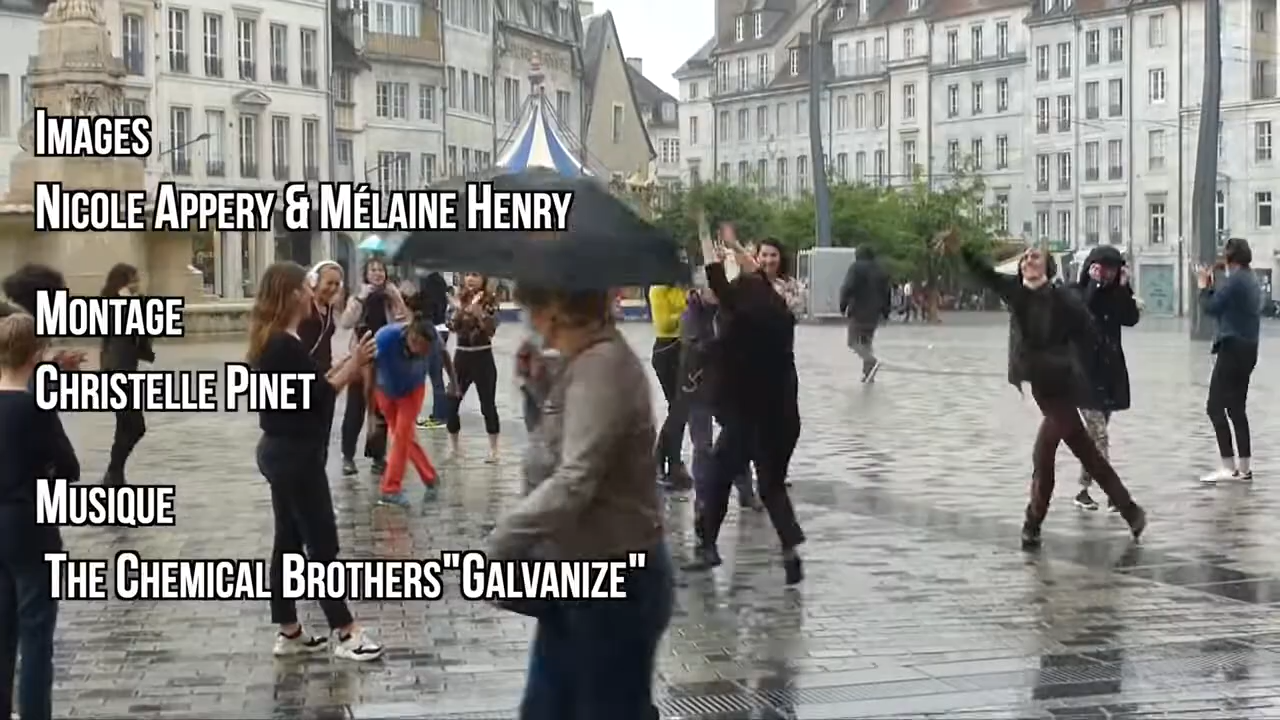 Images
Nicole Appery & Mélaine Henry
Montage
Christelle Pinet
Musique
The Chemical Brothers"Galvanize"